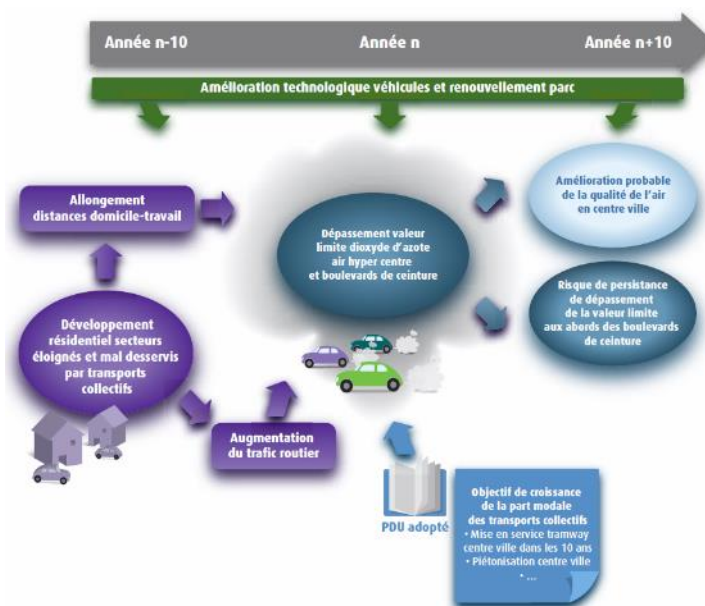 Année n-10
Année n
Année n+10
Amélioration technologique véhicules et renouvellement parc
Allongement
distances domicile-travail
Développement
résidentiel secteurs
éloignés et mal desservis
par transports
collectifs
Augmentation
du trafic routier
Dépassement valeur
limite dioxyde d'azote
air hyper centre
et boulevards de ceinture
Amélioration probable
de la qualité de l'air
en centre ville
Risque de persistance
de dépassement
de la valeur limite
aux abords des boulevards
de ceinture
PDU adopté
Objectif de croissance
de la part modale
des transports collectifs
• Mise en service tramway
centre ville dans les 10 ans
• Piétonisation centre ville
• ...